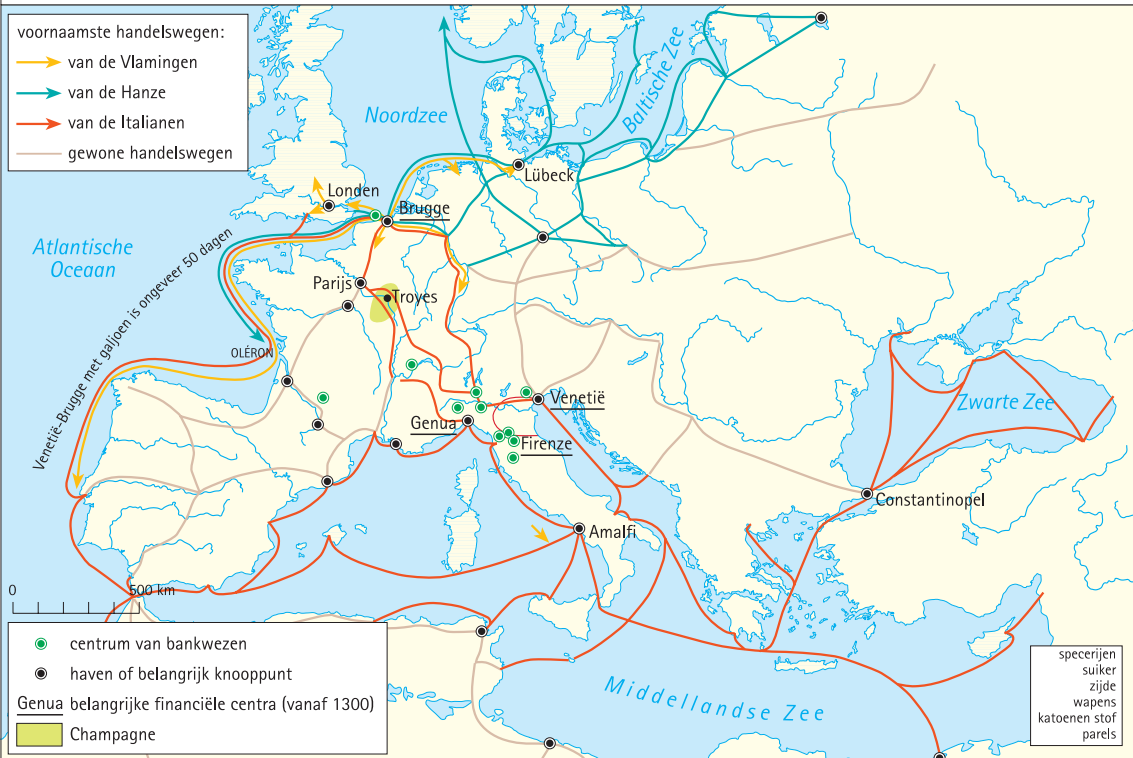 voornaamste handelswegen:
van de Vlamingen
van de Hanze
van de Italianen
gewone handelswegen
Noordzee
Baltische Zee
Lübeck
Londen
Brugge
Atlantische
Oceaan
Venetië-Brugge met galjoen is ongeveer 50 dagen
Parijs
Troyes
OLÉRON
Venetië
Genua
Firenze
Zwarte Zee
Constantinopel
Amalfi
0
500 km
Middellandse Zee
centrum van bankwezen
haven of belangrijk knooppunt
Genua belangrijke financiële centra (vanaf 1300)
Champagne
specerijen
suiker
zijde
wapens
katoenen stof
parels